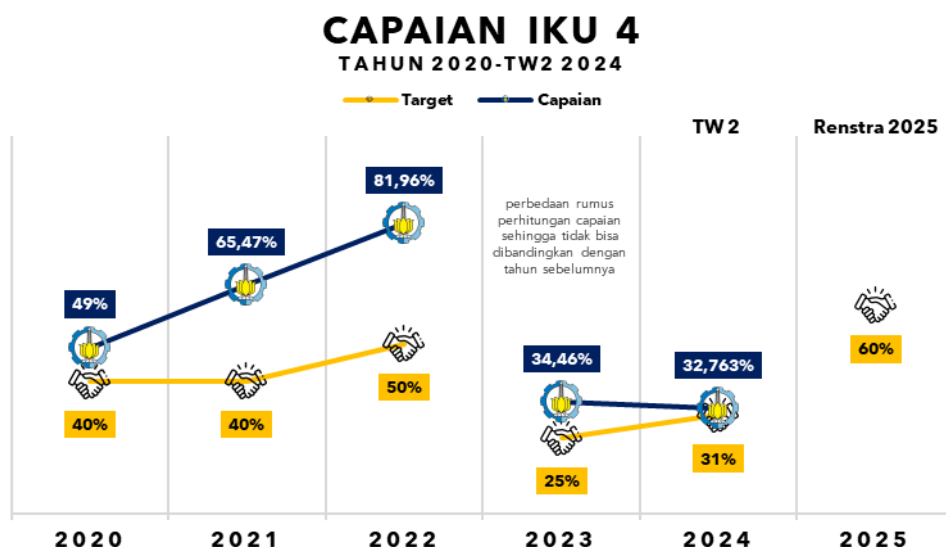 CAPAIAN IKU 4
TAHUN 2020-TW2 2024
Target
Capaian
TW 2
Renstra 2025
81,96%
65,47%
49%
40%
40%
50%
perbedaan rumus
perhitungan capaian
sehingga tidak bisa
dibandingkan dengan
tahun sebelumnya
34,46%
32,763%
25%
31%
60%
2020
2021
2022
2023
2024
2025